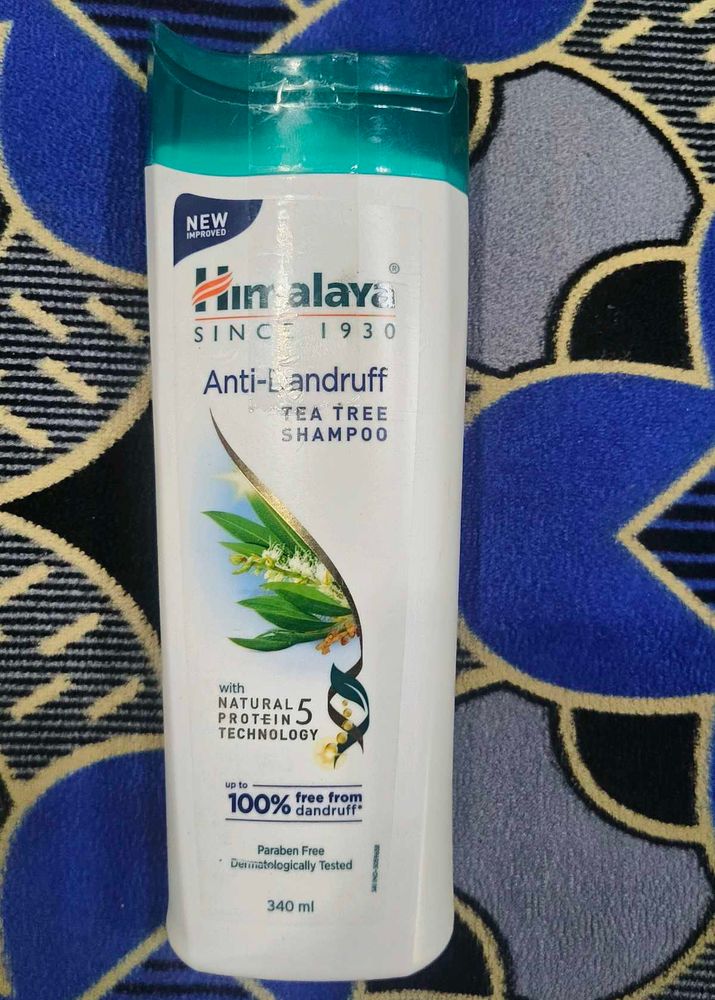 NEW
IMPROVED
Himalaya®
SINCE 1930
Anti-Dandruff
TEA TREE
SHAMPOO
with
NATURAL
PROTEIN 5
TECHNOLOGY
up to
100% free from
dandruff*
Paraben Free
Dermatologically Tested
340 ml